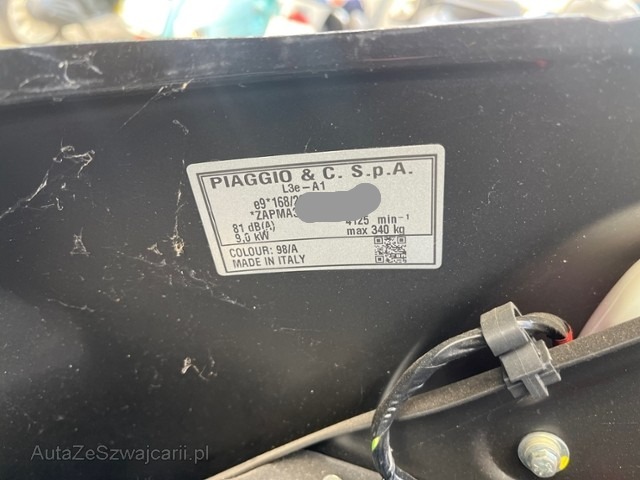 PIAGGIO & C. S.p.A.
L3e-A1
e9*168/2
*ZAPMA3
81 dB(A) 4125 min⁻¹
9.0 kW max 340 kg
COLOUR: 98/A
MADE IN ITALY
AutaZeSzwajcarii.pl